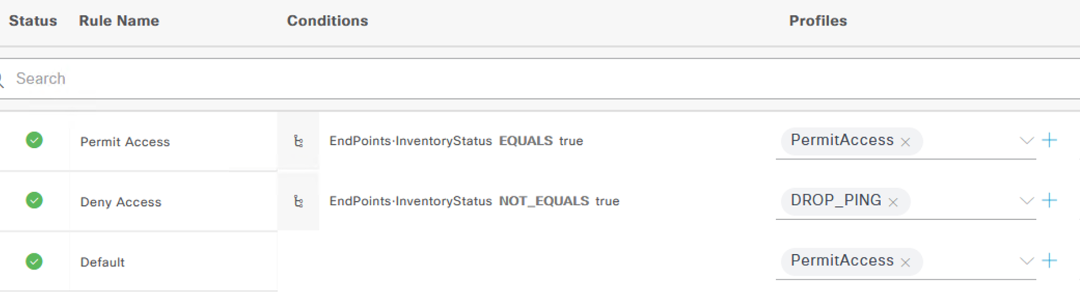 Status Rule Name Conditions Profiles
Search
Permit Access EndPoints·InventoryStatus EQUALS true PermitAccess
Deny Access EndPoints·InventoryStatus NOT_EQUALS true DROP_PING
Default PermitAccess